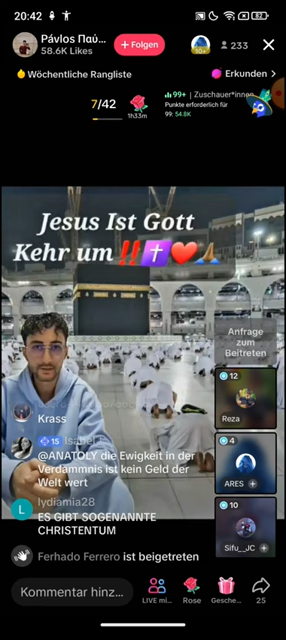 20:42
82
Pávlos Παύ...
58.6K Likes
+ Folgen
10+
233
Wöchentliche Rangliste
Erkunden >
7/42
1h33m
99+ | Zuschauer*innen
Punkte erforderlich für
99: 54.8K
Jesus Ist Gott
Kehr um‼️✝️❤️🙏
Anfrage
zum
Beitreten
12
Reza
4
ARES +
10
Sifu__JC +
Krass
15
@ANATOLY die Ewigkeit in der
Verdammnis ist kein Geld der
Welt wert
L
lydiamia28
ES GIBT SOGENANNTE
CHRISTENTUM
Ferhado Ferrero ist beigetreten
Kommentar hinz...
LIVE mi...
Rose
Gesche...
25